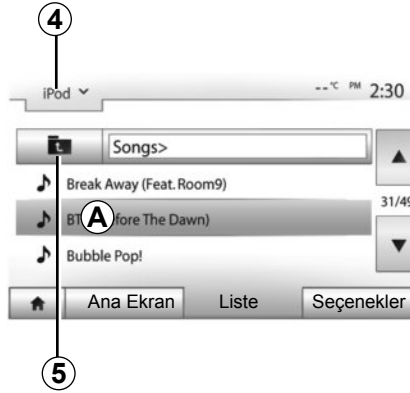 4
iPod
--°C PM 2:30
Songs>
Break Away (Feat. Room9)
31/49
A
fore The Dawn)
Bubble Pop!
Ana Ekran Liste Seçenekler
5